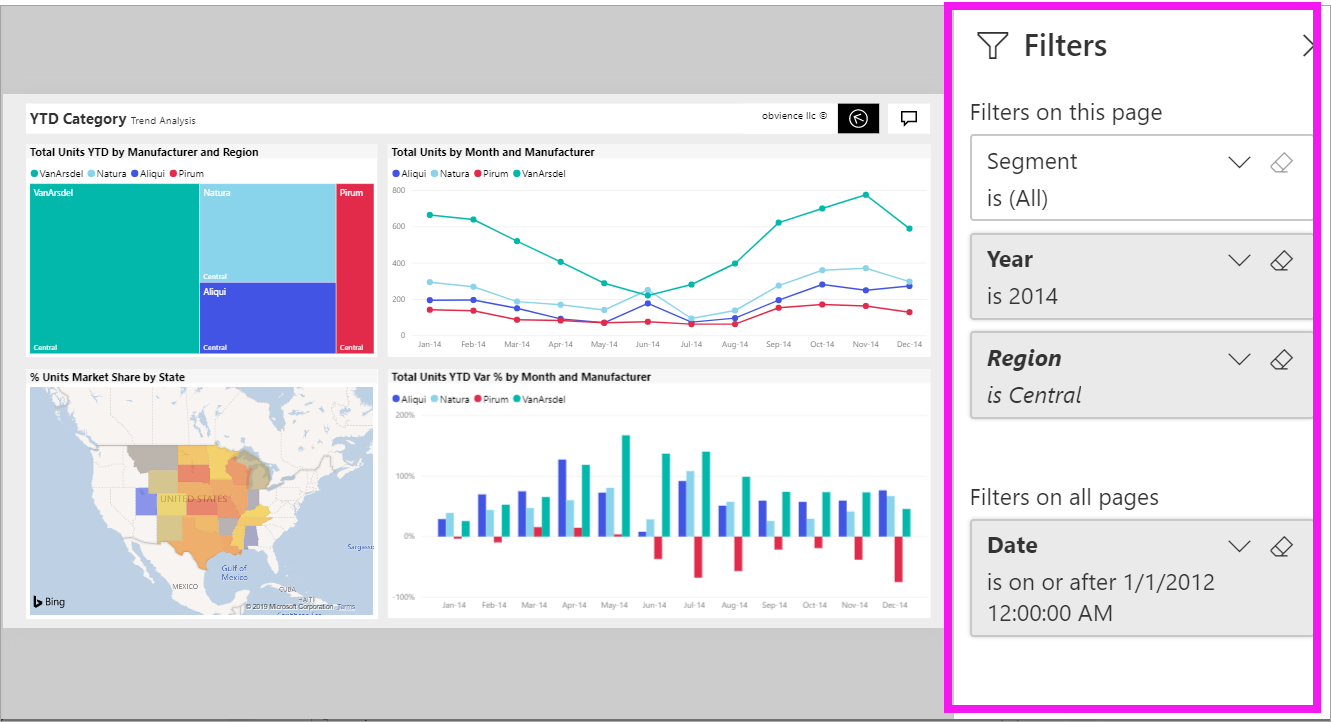 YTD Category Trend Analysis
obvience llc ©
Total Units YTD by Manufacturer and Region
VanArsdel Natura Aliqui Pirum
VanArsdel
Natura
Pirum
Central
Aliqui
Central
Central
Central
Total Units by Month and Manufacturer
Aliqui Natura Pirum VanArsdel
800
600
400
200
0
Jan-14 Feb-14 Mar-14 Apr-14 May-14 Jun-14 Jul-14 Aug-14 Sep-14 Oct-14 Nov-14 Dec-14
% Units Market Share by State
UNITED STATES
Sargasso
Gulf of
Mexico
MEXICO
CUBA
HAITI
Bing
© 2019 Microsoft Corporation Terms
Total Units YTD Var % by Month and Manufacturer
Aliqui Natura Pirum VanArsdel
200%
100%
0%
-100%
Jan-14 Feb-14 Mar-14 Apr-14 May-14 Jun-14 Jul-14 Aug-14 Sep-14 Oct-14 Nov-14 Dec-14
Filters
Filters on this page
Segment
is (All)
Year
is 2014
Region
is Central
Filters on all pages
Date
is on or after 1/1/2012
12:00:00 AM